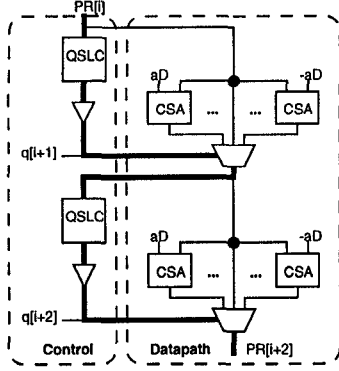 PR[i]
QSLC
aD
-aD
CSA
...
...
CSA
q[i+1]
QSLC
aD
-aD
CSA
...
...
CSA
q[i+2]
Control
Datapath
PR[i+2]